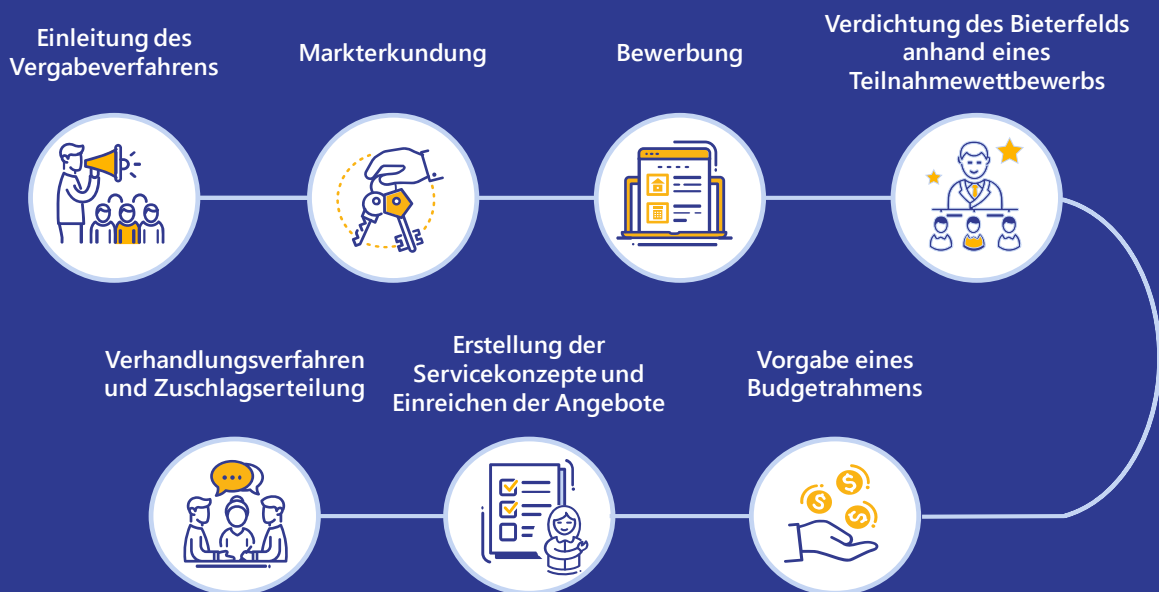 Einleitung des
Vergabeverfahrens
Markterkundung
Bewerbung
Verdichtung des Bieterfelds
anhand eines
Teilnahmewettbewerbs
Vorgabe eines
Budgetrahmens
Erstellung der
Servicekonzepte und
Einreichen der Angebote
Verhandlungsverfahren
und Zuschlagserteilung